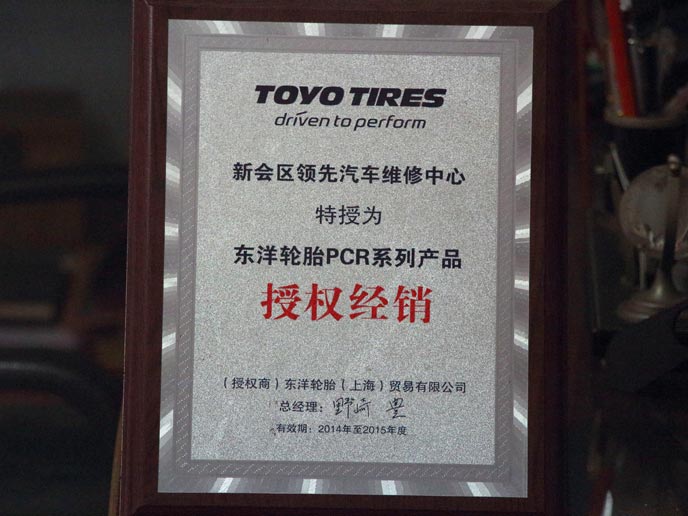 TOYO TIRES
driven to perform
新会区领先汽车维修中心
特授为
东洋轮胎PCR系列产品
授权经销
（授权商）东洋轮胎（上海）贸易有限公司
总经理：野崎 豊
有效期：2014年至2015年度